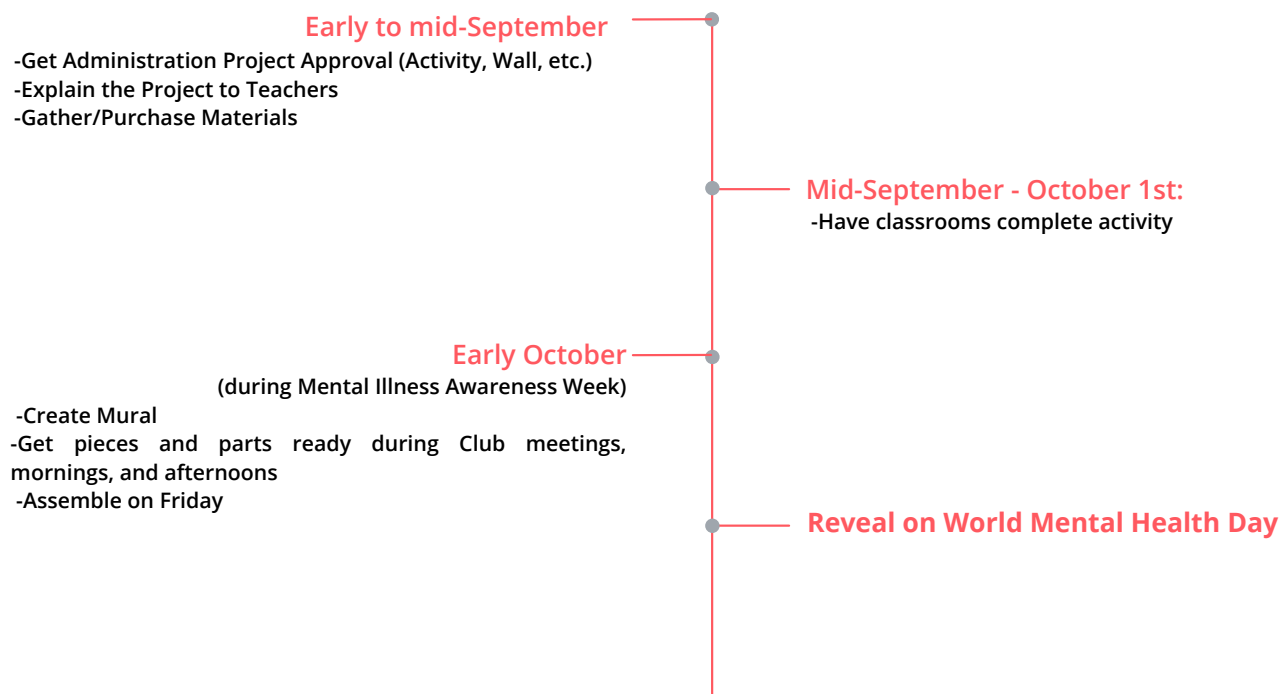 Early to mid-September
-Get Administration Project Approval (Activity, Wall, etc.)
-Explain the Project to Teachers
-Gather/Purchase Materials
Mid-September - October 1st:
-Have classrooms complete activity
Early October
(during Mental Illness Awareness Week)
-Create Mural
-Get pieces and parts ready during Club meetings,
mornings, and afternoons
-Assemble on Friday
Reveal on World Mental Health Day